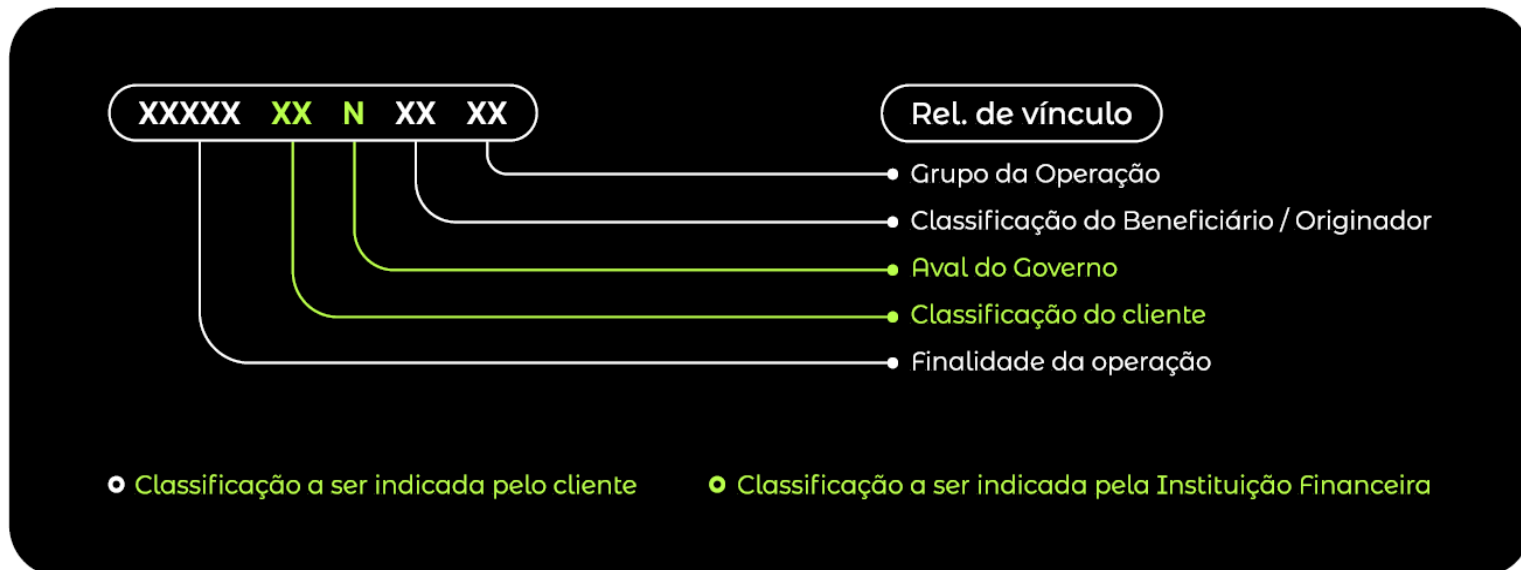 XXXXX XX N XX XX
Rel. de vínculo
Grupo da Operação
Classificação do Beneficiário / Originador
Aval do Governo
Classificação do cliente
Finalidade da operação
Classificação a ser indicada pelo cliente
Classificação a ser indicada pela Instituição Financeira